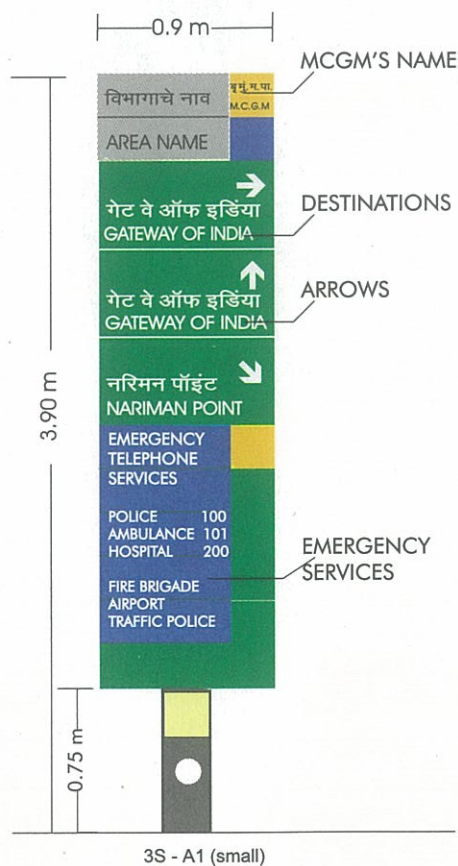 0.9 m
MCGM'S NAME
विभागाचे नाव
बृ.मुं.म.पा.
M.C.G.M
AREA NAME
गेट वे ऑफ इडिंया
GATEWAY OF INDIA
DESTINATIONS
गेट वे ऑफ इडिंया
GATEWAY OF INDIA
ARROWS
नरिमन पॉइंट
NARIMAN POINT
3.90 m
EMERGENCY
TELEPHONE
SERVICES
POLICE 100
AMBULANCE 101
HOSPITAL 200
FIRE BRIGADE
AIRPORT
TRAFFIC POLICE
EMERGENCY
SERVICES
0.75 m
3S - A1 (small)